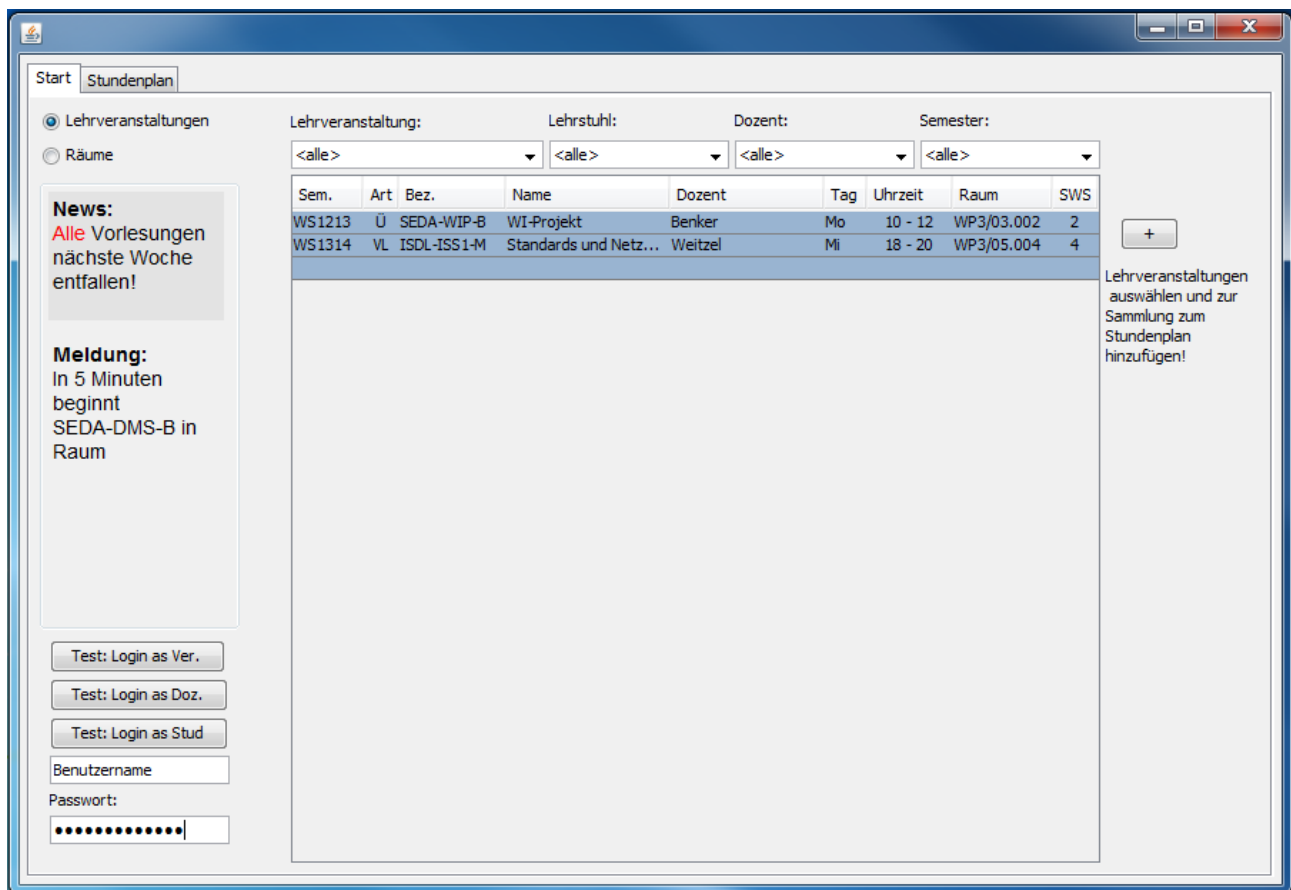 Start Stundenplan
Lehrveranstaltungen
Räume
News:
Alle Vorlesungen
nächste Woche
entfallen!
Meldung:
In 5 Minuten
beginnt
SEDA-DMS-B in
Raum
Test: Login as Ver.
Test: Login as Doz.
Test: Login as Stud
Benutzername
Passwort:
•••••••••••••
Lehrveranstaltung: Lehrstuhl: Dozent: Semester:
<alle> <alle> <alle> <alle>
Sem. Art Bez. Name Dozent Tag Uhrzeit Raum SWS
WS1213 Ü SEDA-WIP-B WI-Projekt Benker Mo 10 - 12 WP3/03.002 2
WS1314 VL ISDL-ISS1-M Standards und Netz... Weitzel Mi 18 - 20 WP3/05.004 4
+
Lehrveranstaltungen
auswählen und zur
Sammlung zum
Stundenplan
hinzufügen!